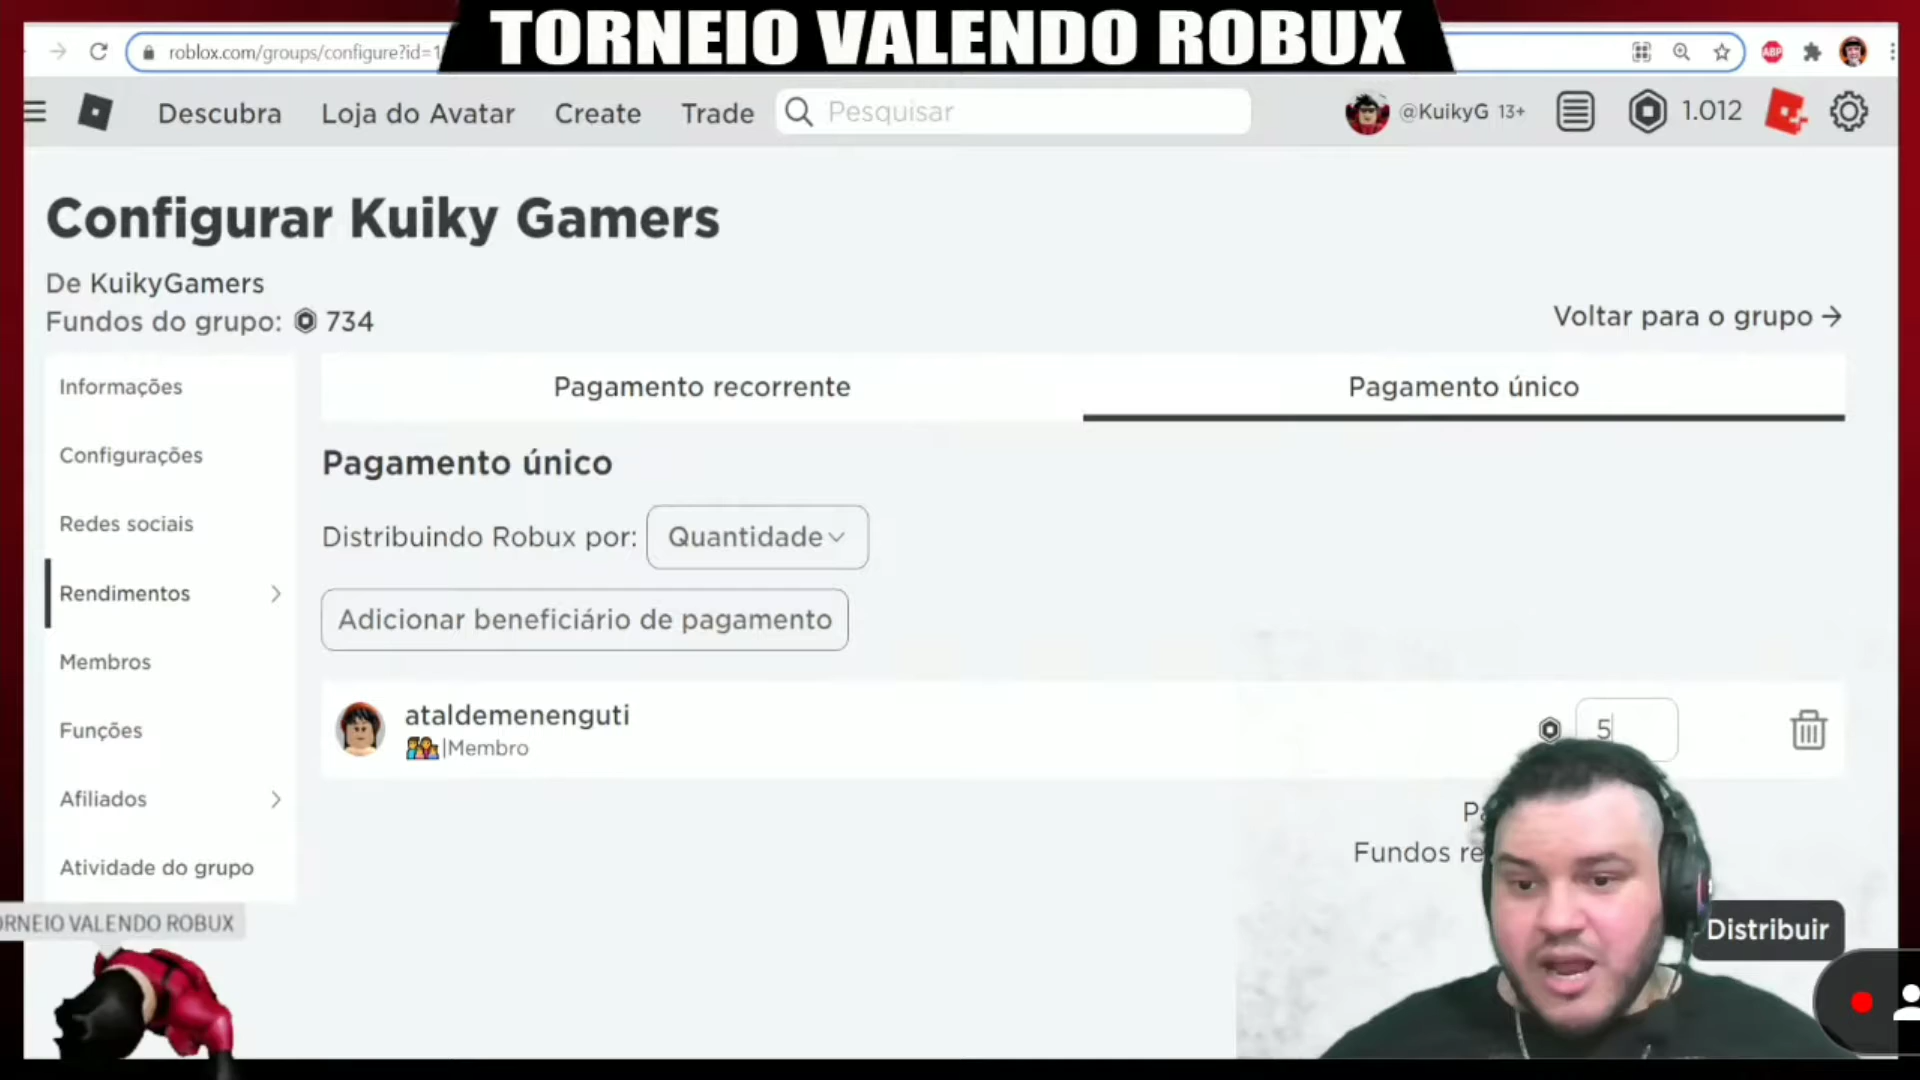 TORNEIO VALENDO ROBUX
roblox.com/groups/configure?id=1
ABP
Descubra
Loja do Avatar
Create
Trade
Pesquisar
@KuikyG 13+
1.012
Configurar Kuiky Gamers
De KuikyGamers
Fundos do grupo: 734
Voltar para o grupo →
Informações
Configurações
Redes sociais
Rendimentos
Membros
Funções
Afiliados
Atividade do grupo
Pagamento recorrente
Pagamento único
Pagamento único
Distribuindo Robux por: Quantidade
Adicionar beneficiário de pagamento
ataldemenenguti
|Membro
5
Fundos
Distribuir
VALENDO ROBUX